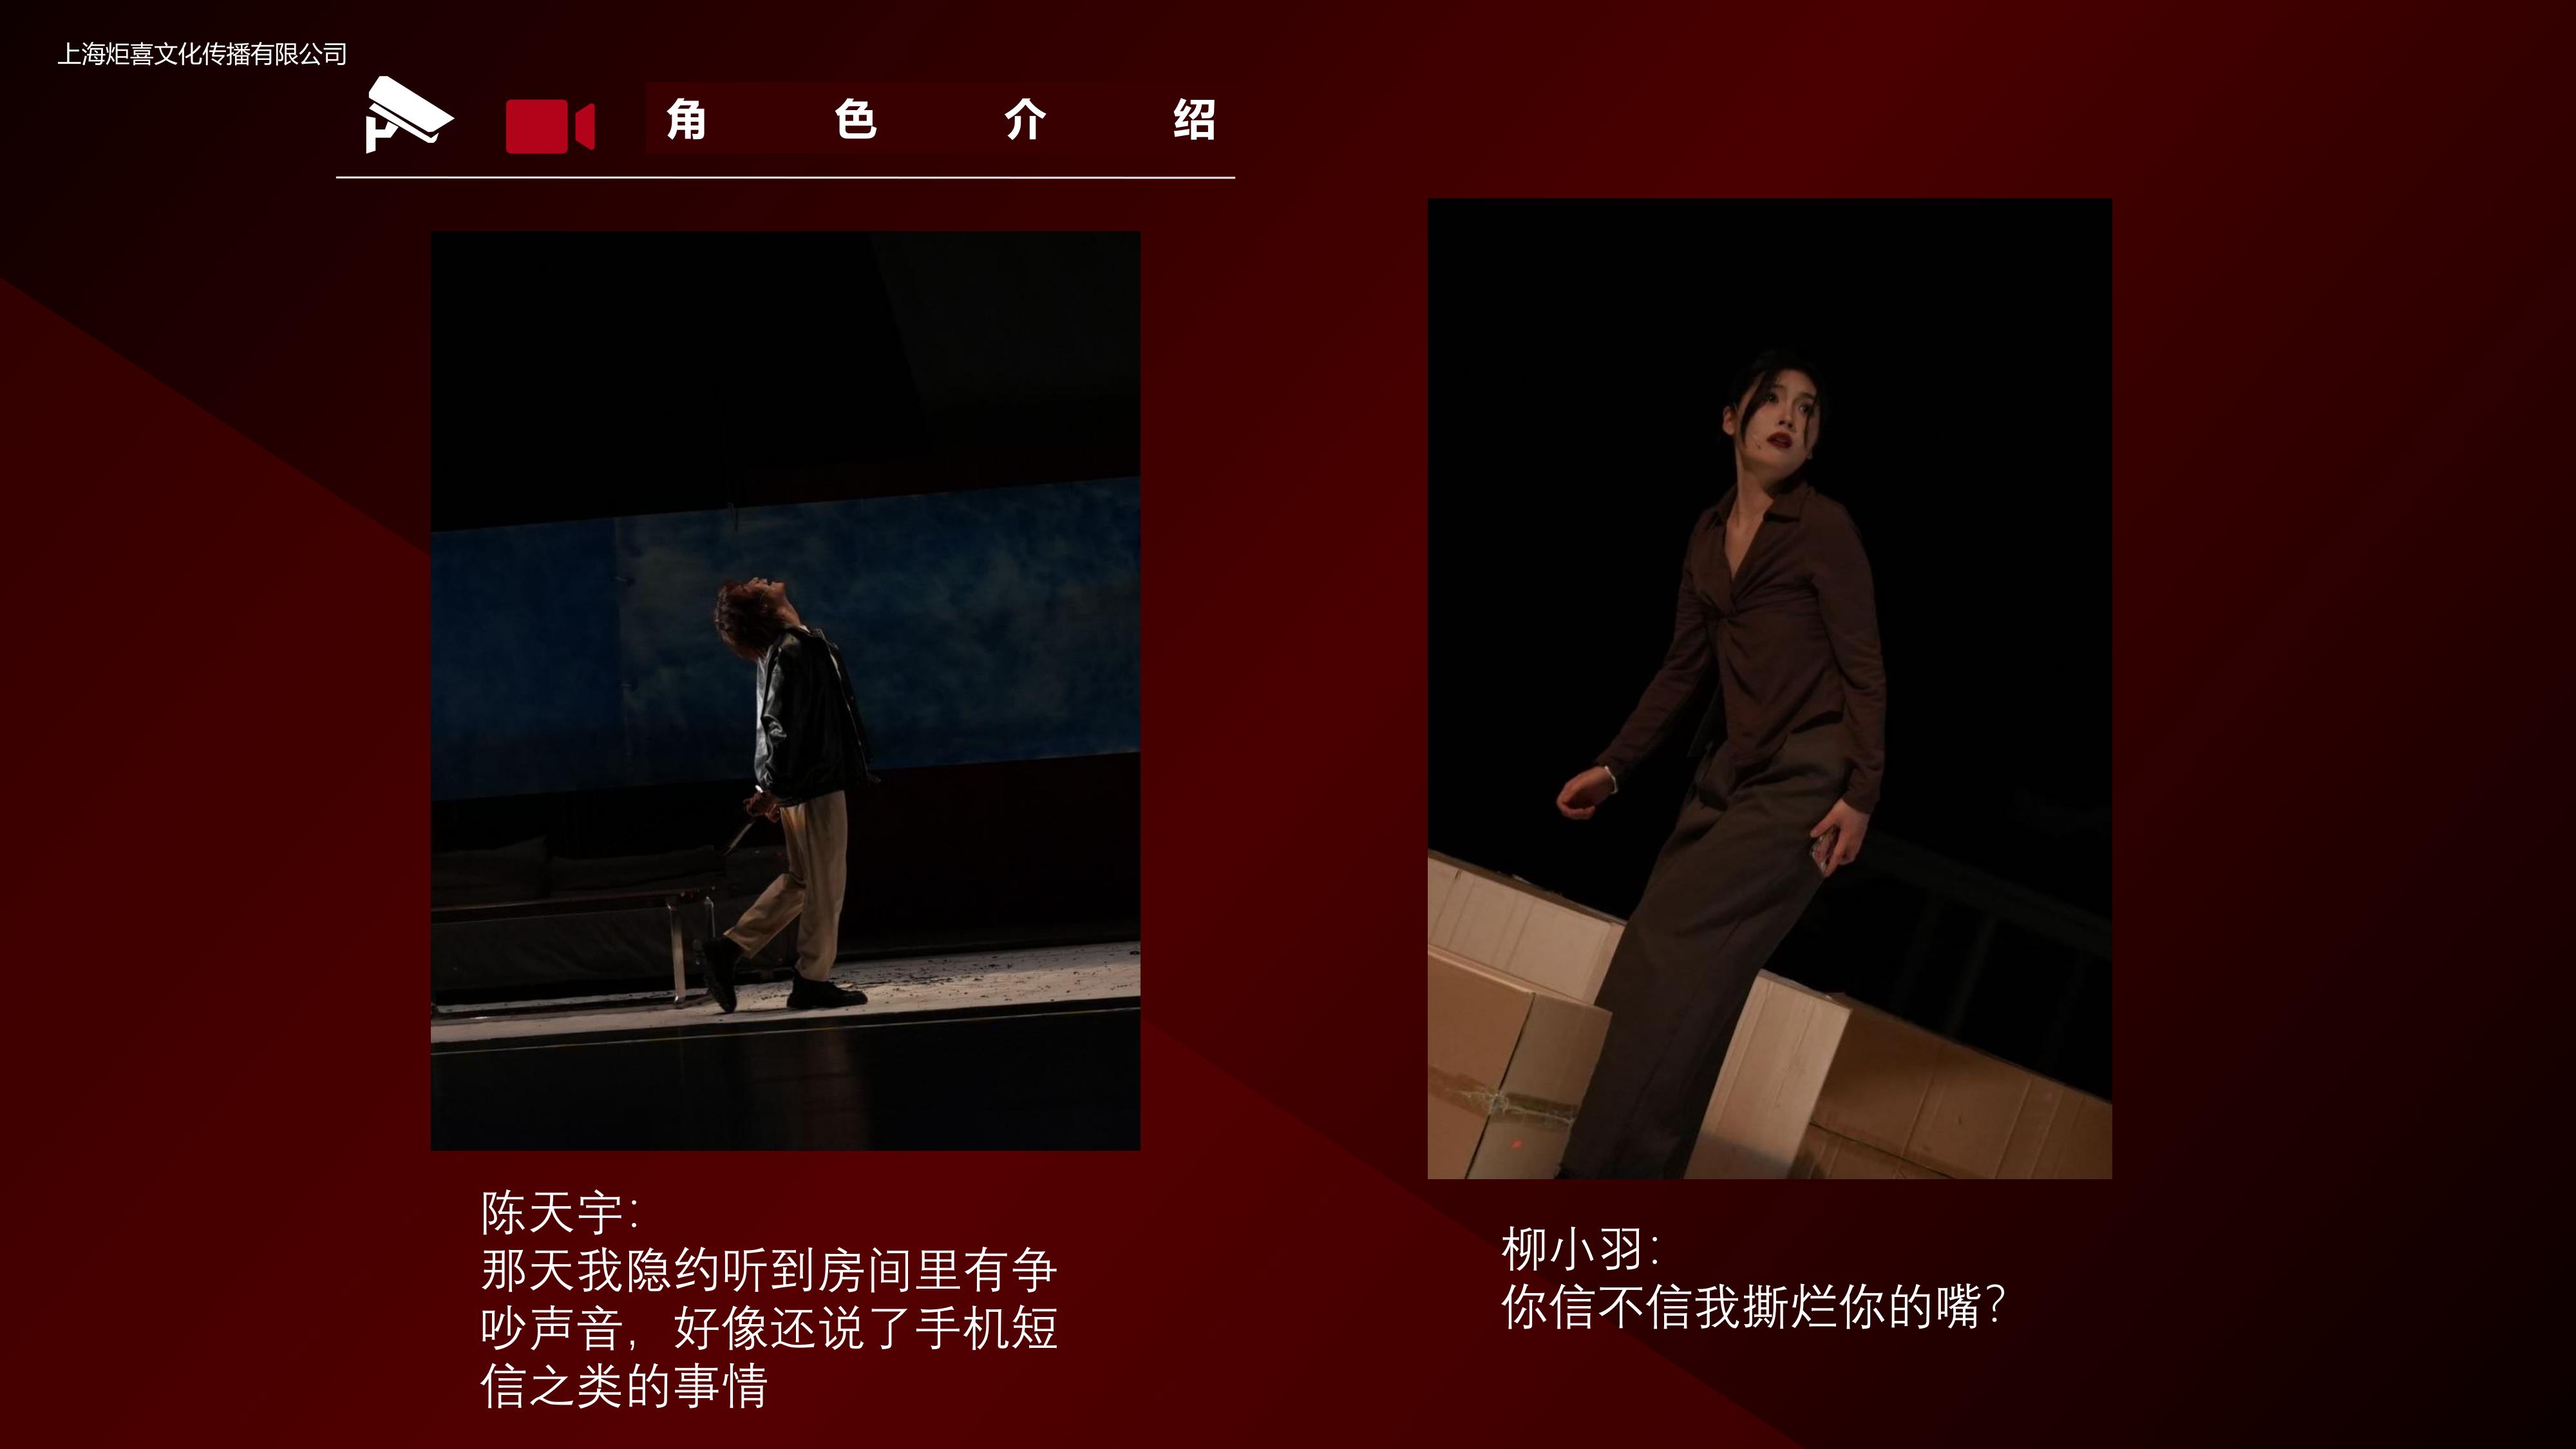 上海炬喜文化传播有限公司
角色介绍
陈天宇：
那天我隐约听到房间里有争
吵声音，好像还说了手机短
信之类的事情
柳小羽：
你信不信我撕烂你的嘴？